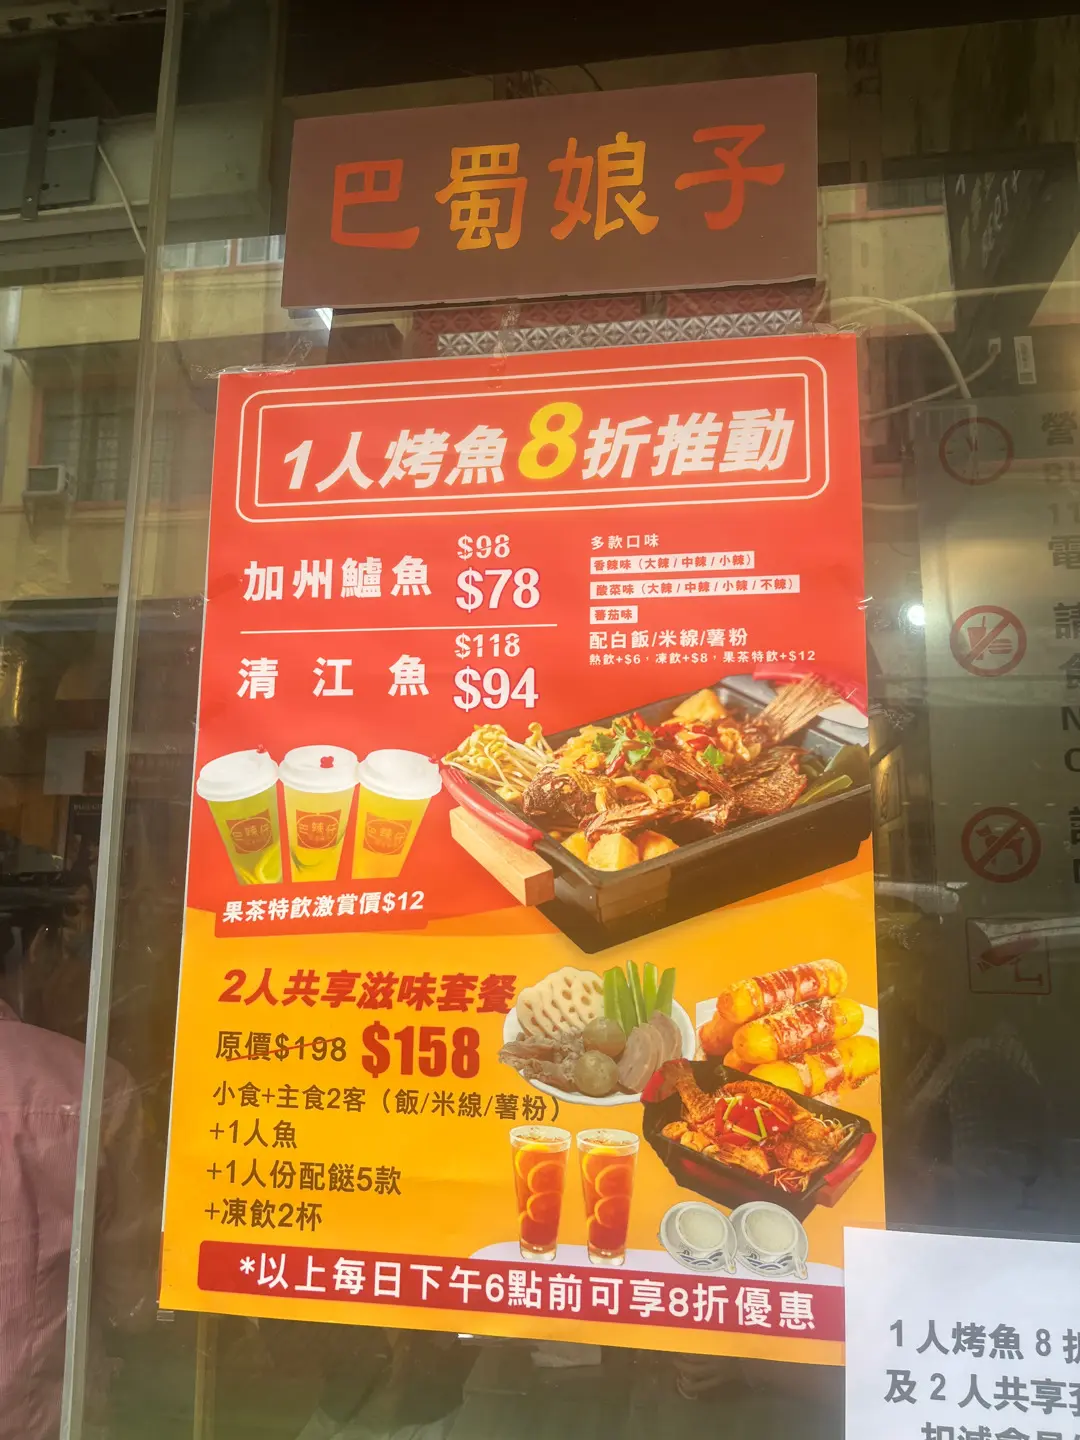 巴蜀娘子
1人烤魚8折推動
加州鱸魚 $98 $78
清江魚 $118 $94
多款口味
香辣味（大辣/中辣/小辣）
酸菜味（大辣/中辣/小辣/不辣）
番茄味
配白飯/米線/薯粉
熱飲+$6，凍飲+$8，果茶特飲+$12
果茶特飲激賞價$12
2人共享滋味套餐
原價$198 $158
小食+主食2客（飯/米線/薯粉）
+1人魚
+1人份配餸5款
+凍飲2杯
*以上每日下午6點前可享8折優惠
1人烤魚8折
及2人共享套
營
電
請